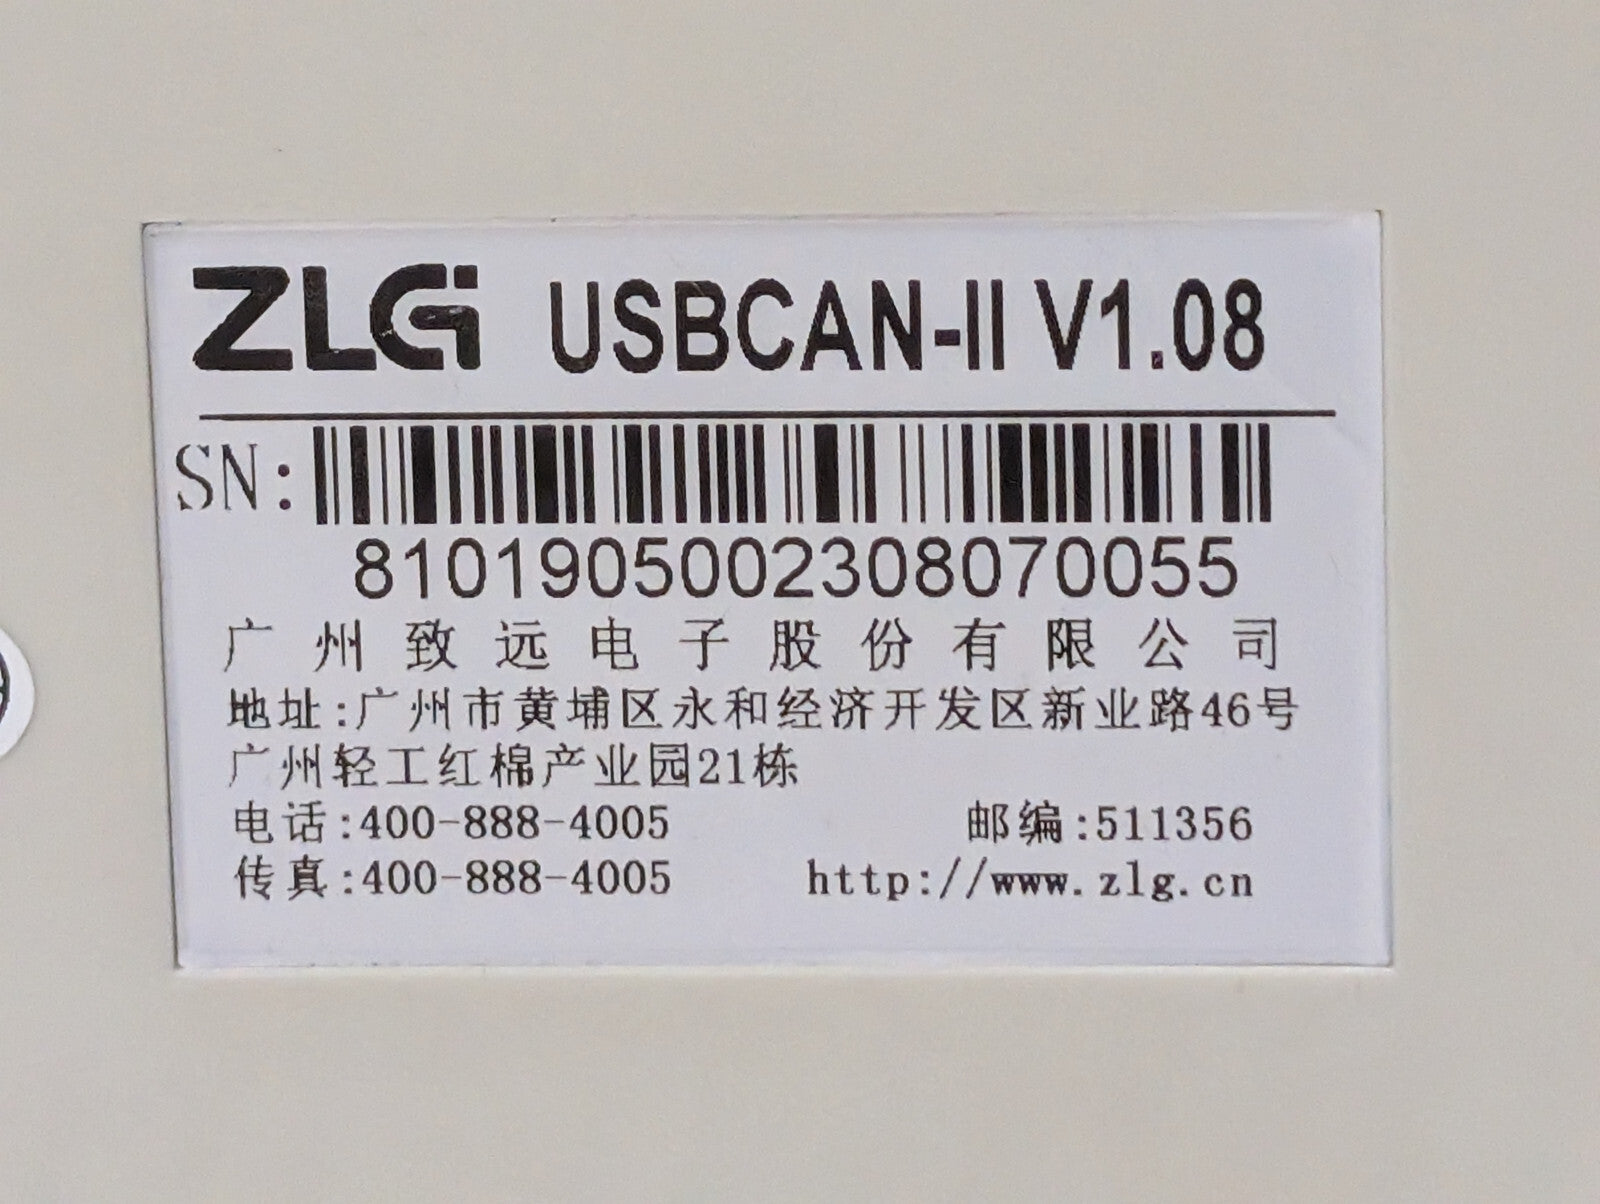 ZLG USBCAN-II V1.08
SN:
8101905002308070055
广州致远电子股份有限公司
地址:广州市黄埔区永和经济开发区新业路46号
广州轻工红棉产业园21栋
电话:400-888-4005 邮编:511356
传真:400-888-4005 http://www.zlg.cn